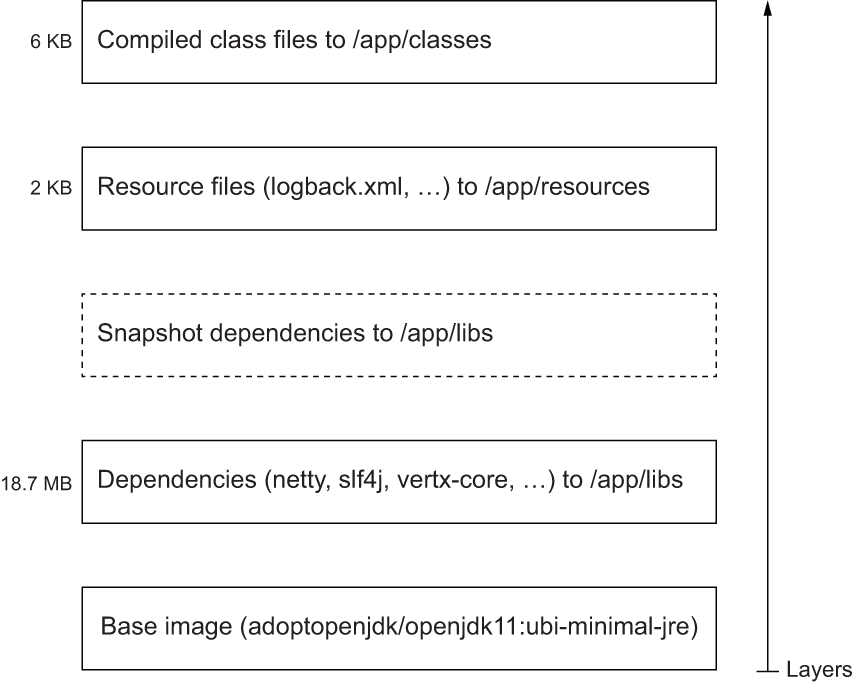 6 KB Compiled class files to /app/classes
2 KB Resource files (logback.xml, …) to /app/resources
Snapshot dependencies to /app/libs
18.7 MB Dependencies (netty, slf4j, vertx-core, …) to /app/libs
Base image (adoptopenjdk/openjdk11:ubi-minimal-jre)
Layers